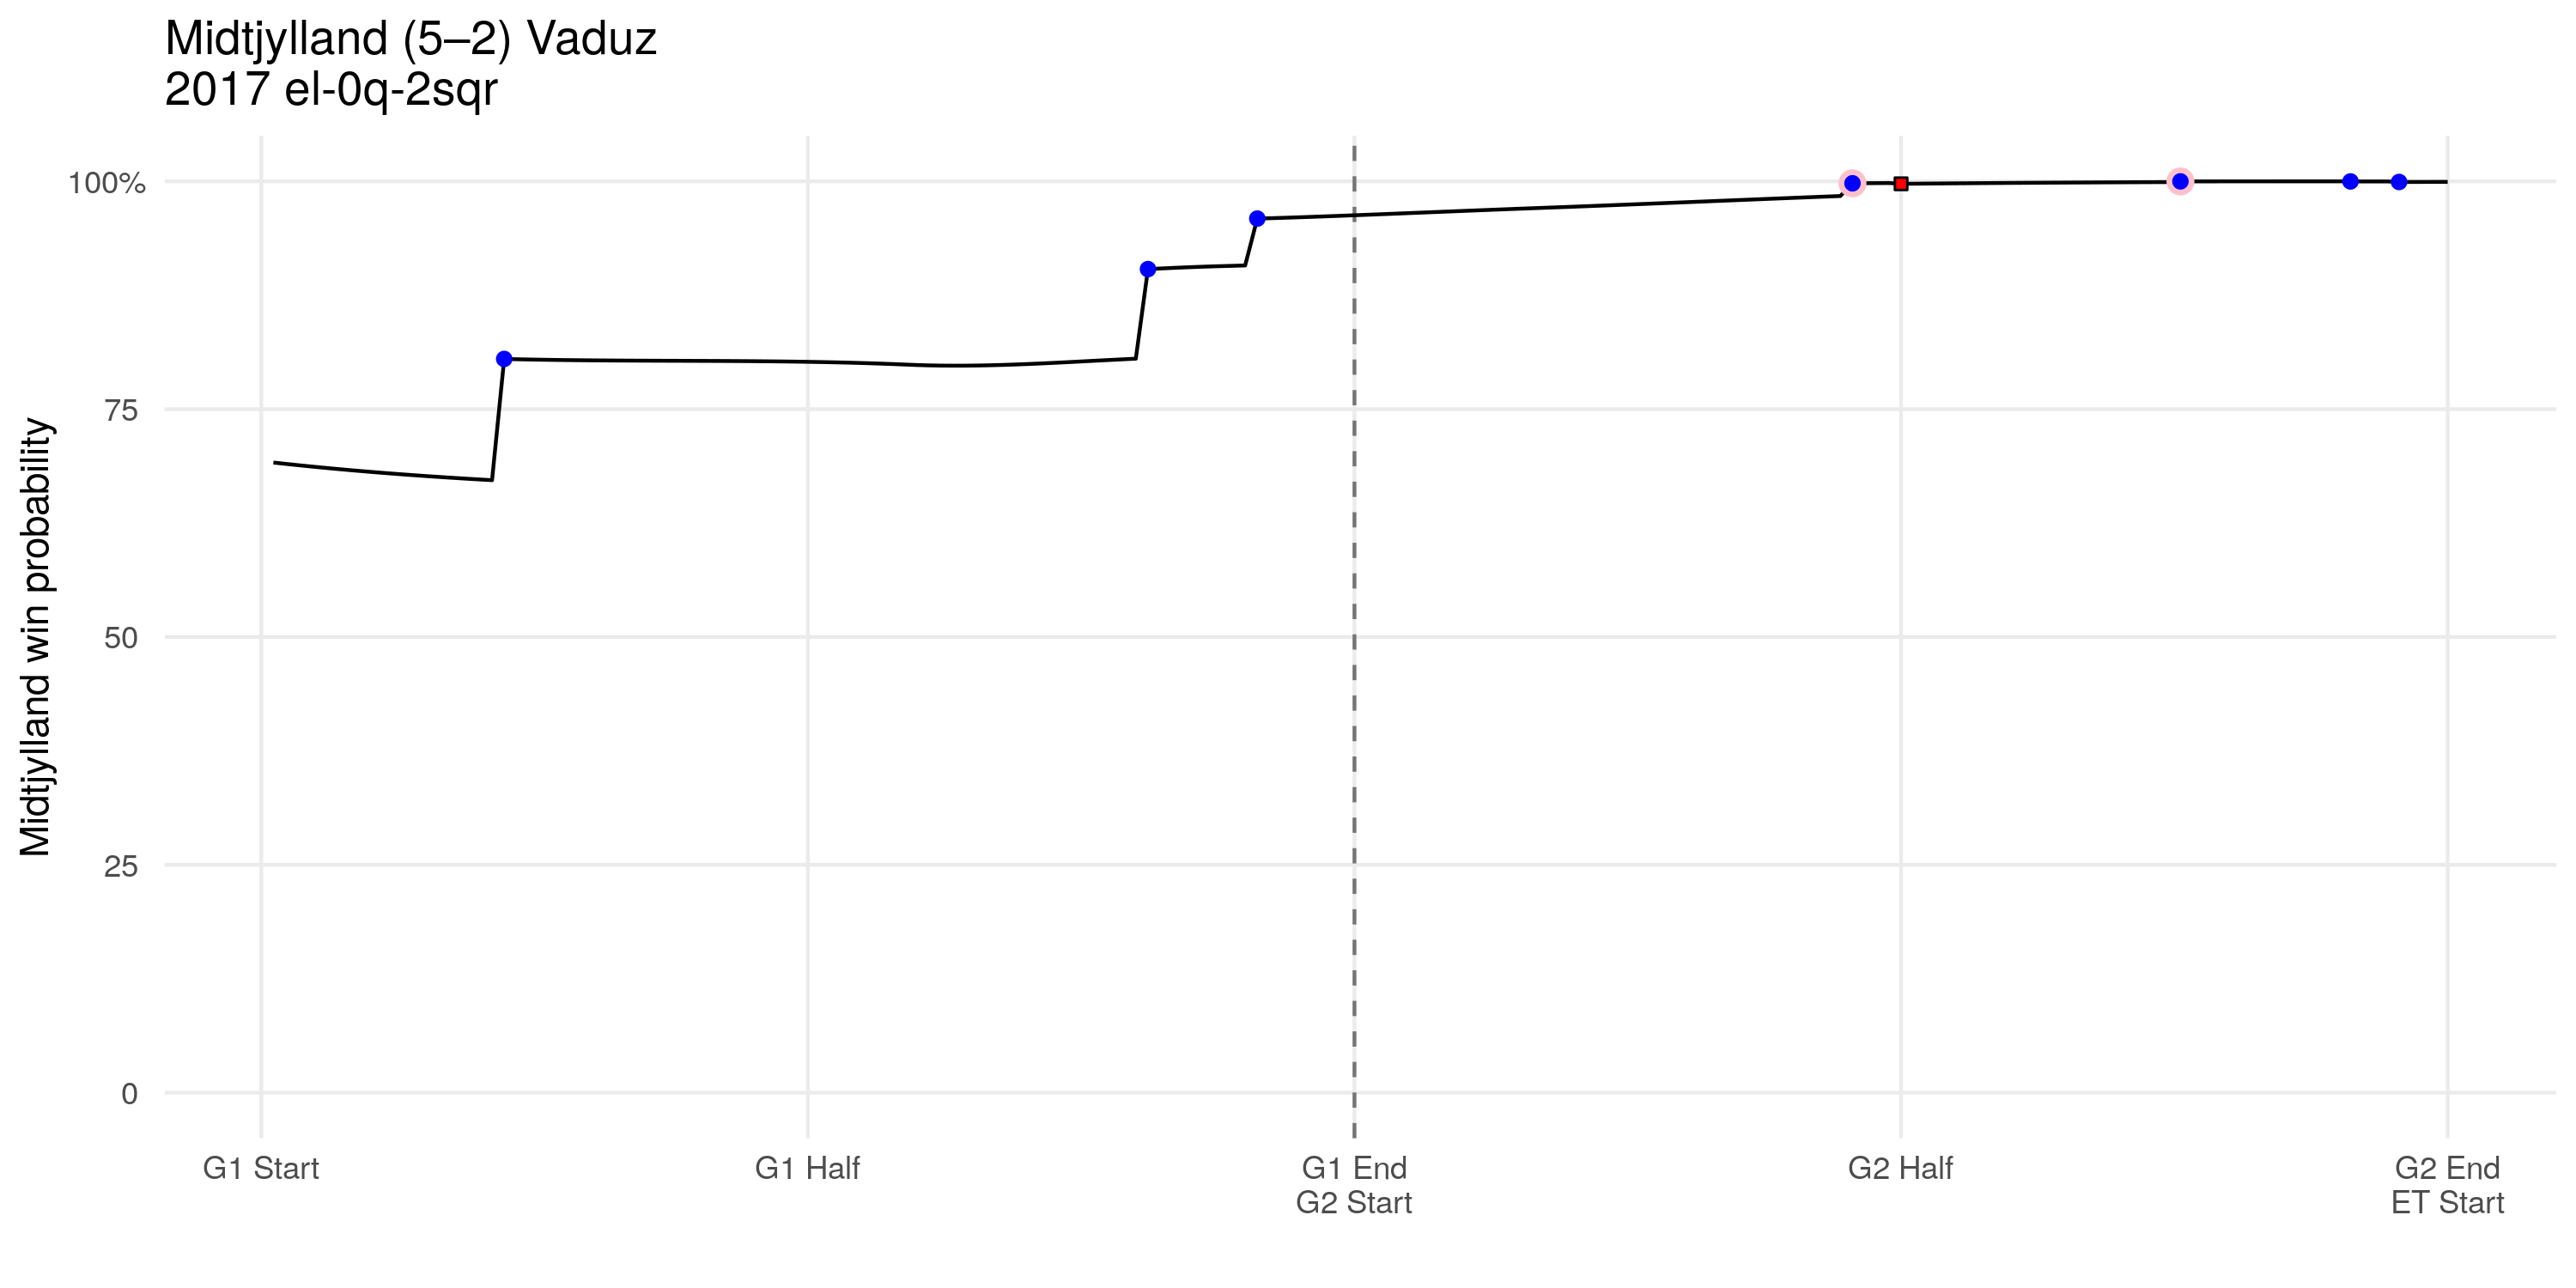 Midtjylland (5–2) Vaduz
2017 el-0q-2sqr
Midtjylland win probability
100%
75
50
25
0
G1 Start
G1 Half
G1 End
G2 Start
G2 Half
G2 End
ET Start